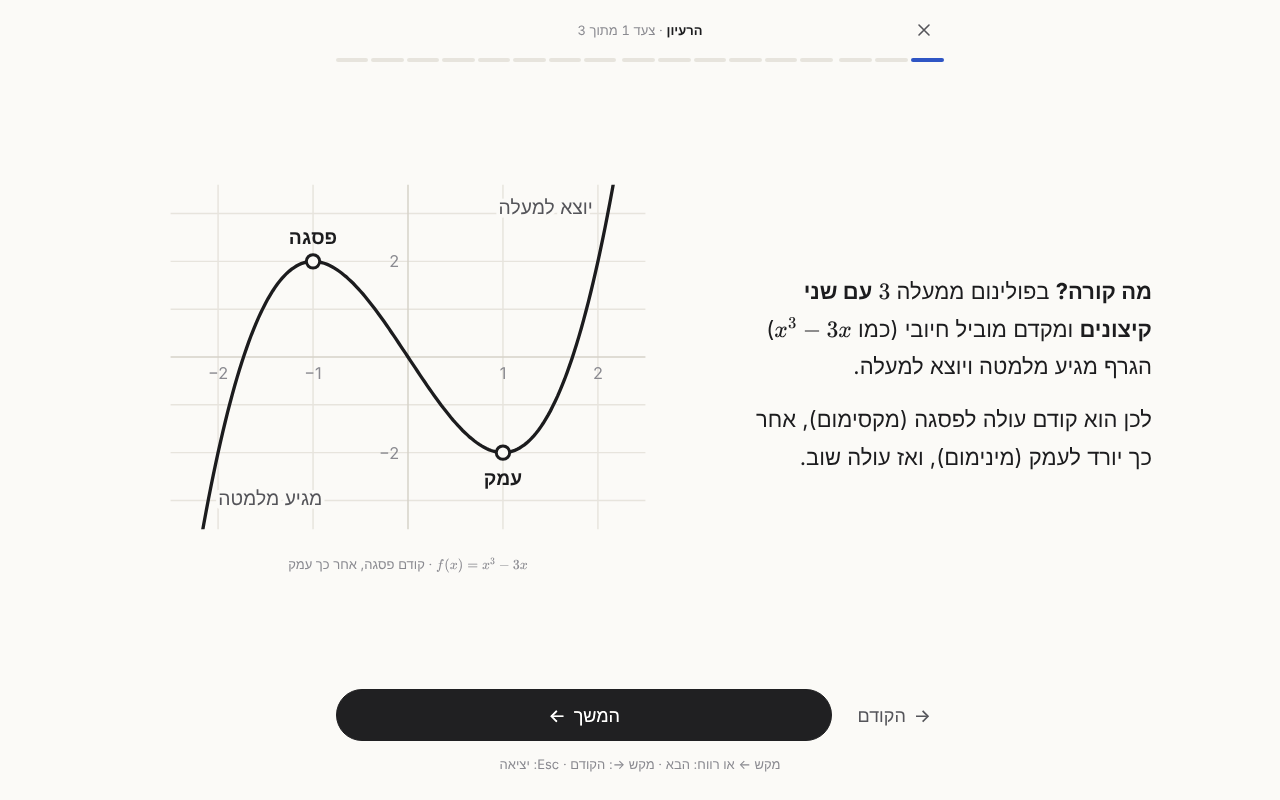 הרעיון · צעד 1 מתוך 3
מה קורה? בפולינום ממעלה 3 עם שני
קיצונים ומקדם מוביל חיובי (כמו x³ − 3x)
הגרף מגיע מלמטה ויוצא למעלה.
לכן הוא קודם עולה לפסגה (מקסימום), אחר
כך יורד לעמק (מינימום), ואז עולה שוב.
יוצא למעלה
פסגה
2
−2
−1
1
2
−2
עמק
מגיע מלמטה
f(x) = x³ − 3x · קודם פסגה, אחר כך עמק
→ הקודם
המשך ←
מקש ← או רווח: הבא · מקש →: הקודם · Esc: יציאה